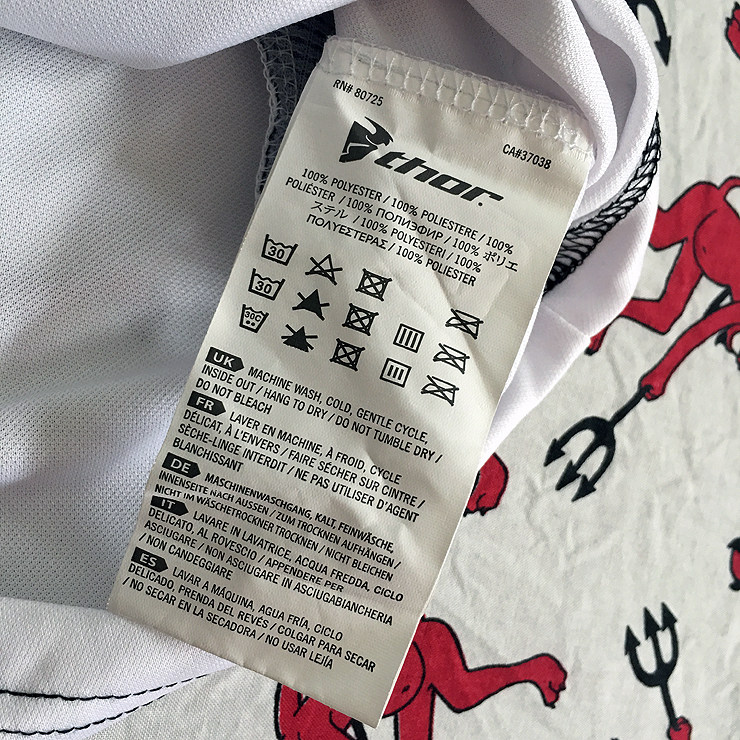 RN# 80725
CA#37038
thor.
100% POLYESTER / 100% POLIESTERE / 100%
POLIÉSTER / 100% ПОЛИЭФИР / 100% ポリエ
ステル / 100% POLYESTERI / 100%
ΠΟΛΥΕΣΤΕΡΑΣ / 100% POLIESTER
30
30
30C
UK MACHINE WASH, COLD, GENTLE CYCLE,
INSIDE OUT / HANG TO DRY / DO NOT TUMBLE DRY /
DO NOT BLEACH
FR LAVER EN MACHINE, À FROID, CYCLE
DÉLICAT, À L'ENVERS / FAIRE SÉCHER SUR CINTRE /
SÈCHE-LINGE INTERDIT / NE PAS UTILISER D'AGENT
BLANCHISSANT
DE MASCHINENWASCHGANG, KALT, FEINWÄSCHE,
INNENSEITE NACH AUSSEN / ZUM TROCKNEN AUFHÄNGEN /
NICHT IM WÄSCHETROCKNER TROCKNEN / NICHT BLEICHEN
IT LAVARE IN LAVATRICE, ACQUA FREDDA, CICLO
DELICATO, AL ROVESCIO / APPENDERE PER
ASCIUGARE / NON ASCIUGARE IN ASCIUGABIANCHERIA
/ NON CANDEGGIARE
ES LAVAR A MÁQUINA, AGUA FRÍA, CICLO
DELICADO, PRENDA DEL REVÉS / COLGAR PARA SECAR
/ NO SECAR EN LA SECADORA / NO USAR LEJÍA